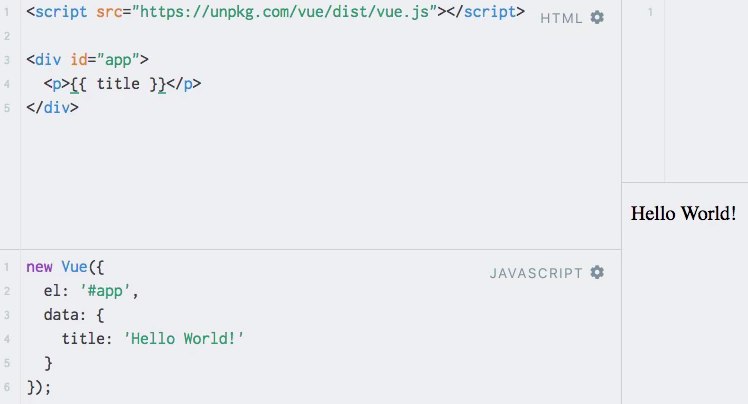 1 <script src="https://unpkg.com/vue/dist/vue.js"></script> HTML
2
3 <div id="app">
4 <p>{{ title }}</p>
5 </div>
1
Hello World!
1 new Vue({ JAVASCRIPT
2 el: '#app',
3 data: {
4 title: 'Hello World!'
5 }
6 });